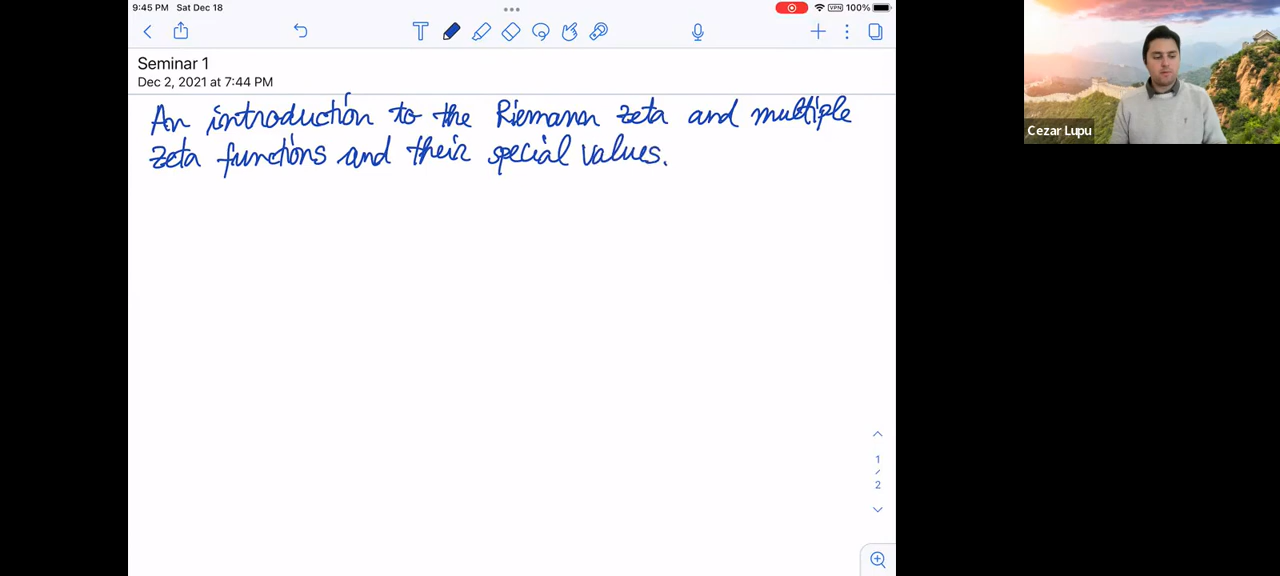 9:45 PM Sat Dec 18
VPN 100%
Seminar 1
Dec 2, 2021 at 7:44 PM
An introduction to the Riemann zeta and multiple
zeta functions and their special values.
Cezar Lupu
1
/
2